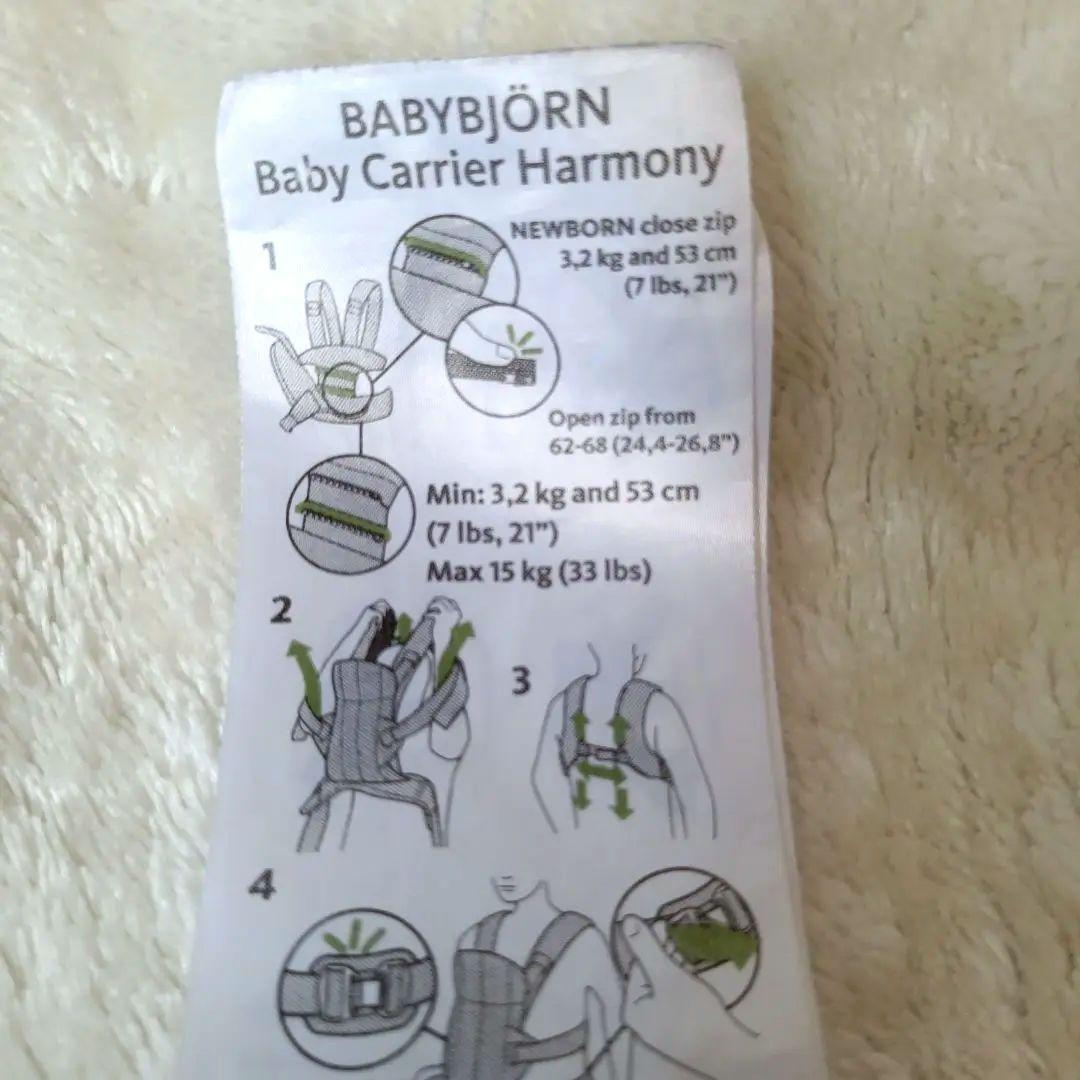 BABYBJÖRN
Baby Carrier Harmony
1
NEWBORN close zip
3,2 kg and 53 cm
(7 lbs, 21")
Open zip from
62-68 (24,4-26,8")
Min: 3,2 kg and 53 cm
(7 lbs, 21")
Max 15 kg (33 lbs)
2
3
4